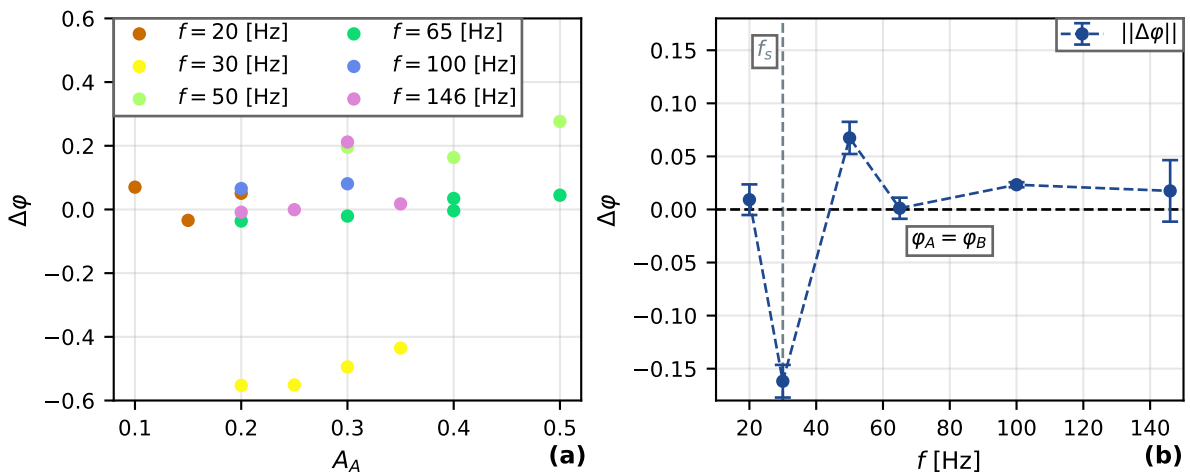 0.6
0.4
0.2
0.0
−0.2
−0.4
−0.6
Δφ
f = 20 [Hz]
f = 30 [Hz]
f = 50 [Hz]
f = 65 [Hz]
f = 100 [Hz]
f = 146 [Hz]
0.1 0.2 0.3 0.4 0.5
A_A
(a)
0.15
0.10
0.05
0.00
−0.05
−0.10
−0.15
Δφ
f_s
||Δφ||
φ_A = φ_B
20 40 60 80 100 120 140
f [Hz]
(b)